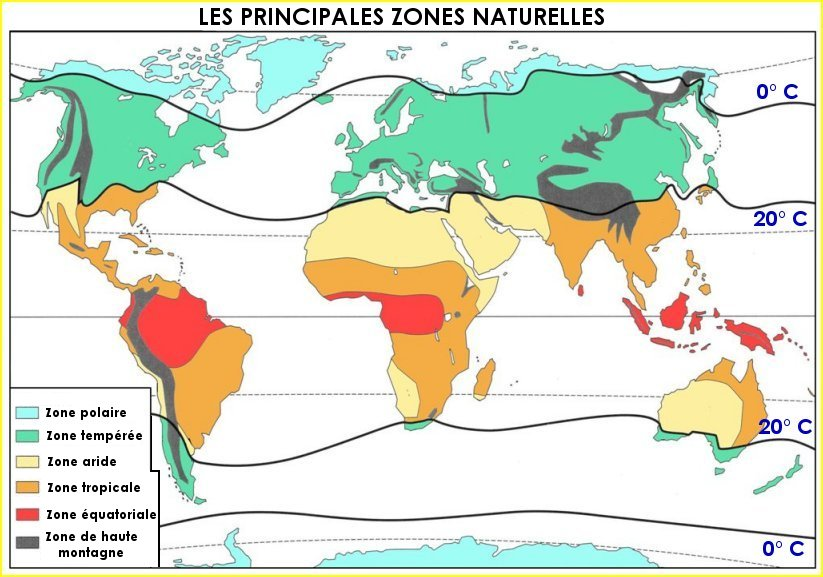 LES PRINCIPALES ZONES NATURELLES
0° C
20° C
20° C
0° C
Zone polaire
Zone tempérée
Zone aride
Zone tropicale
Zone équatoriale
Zone de haute
montagne